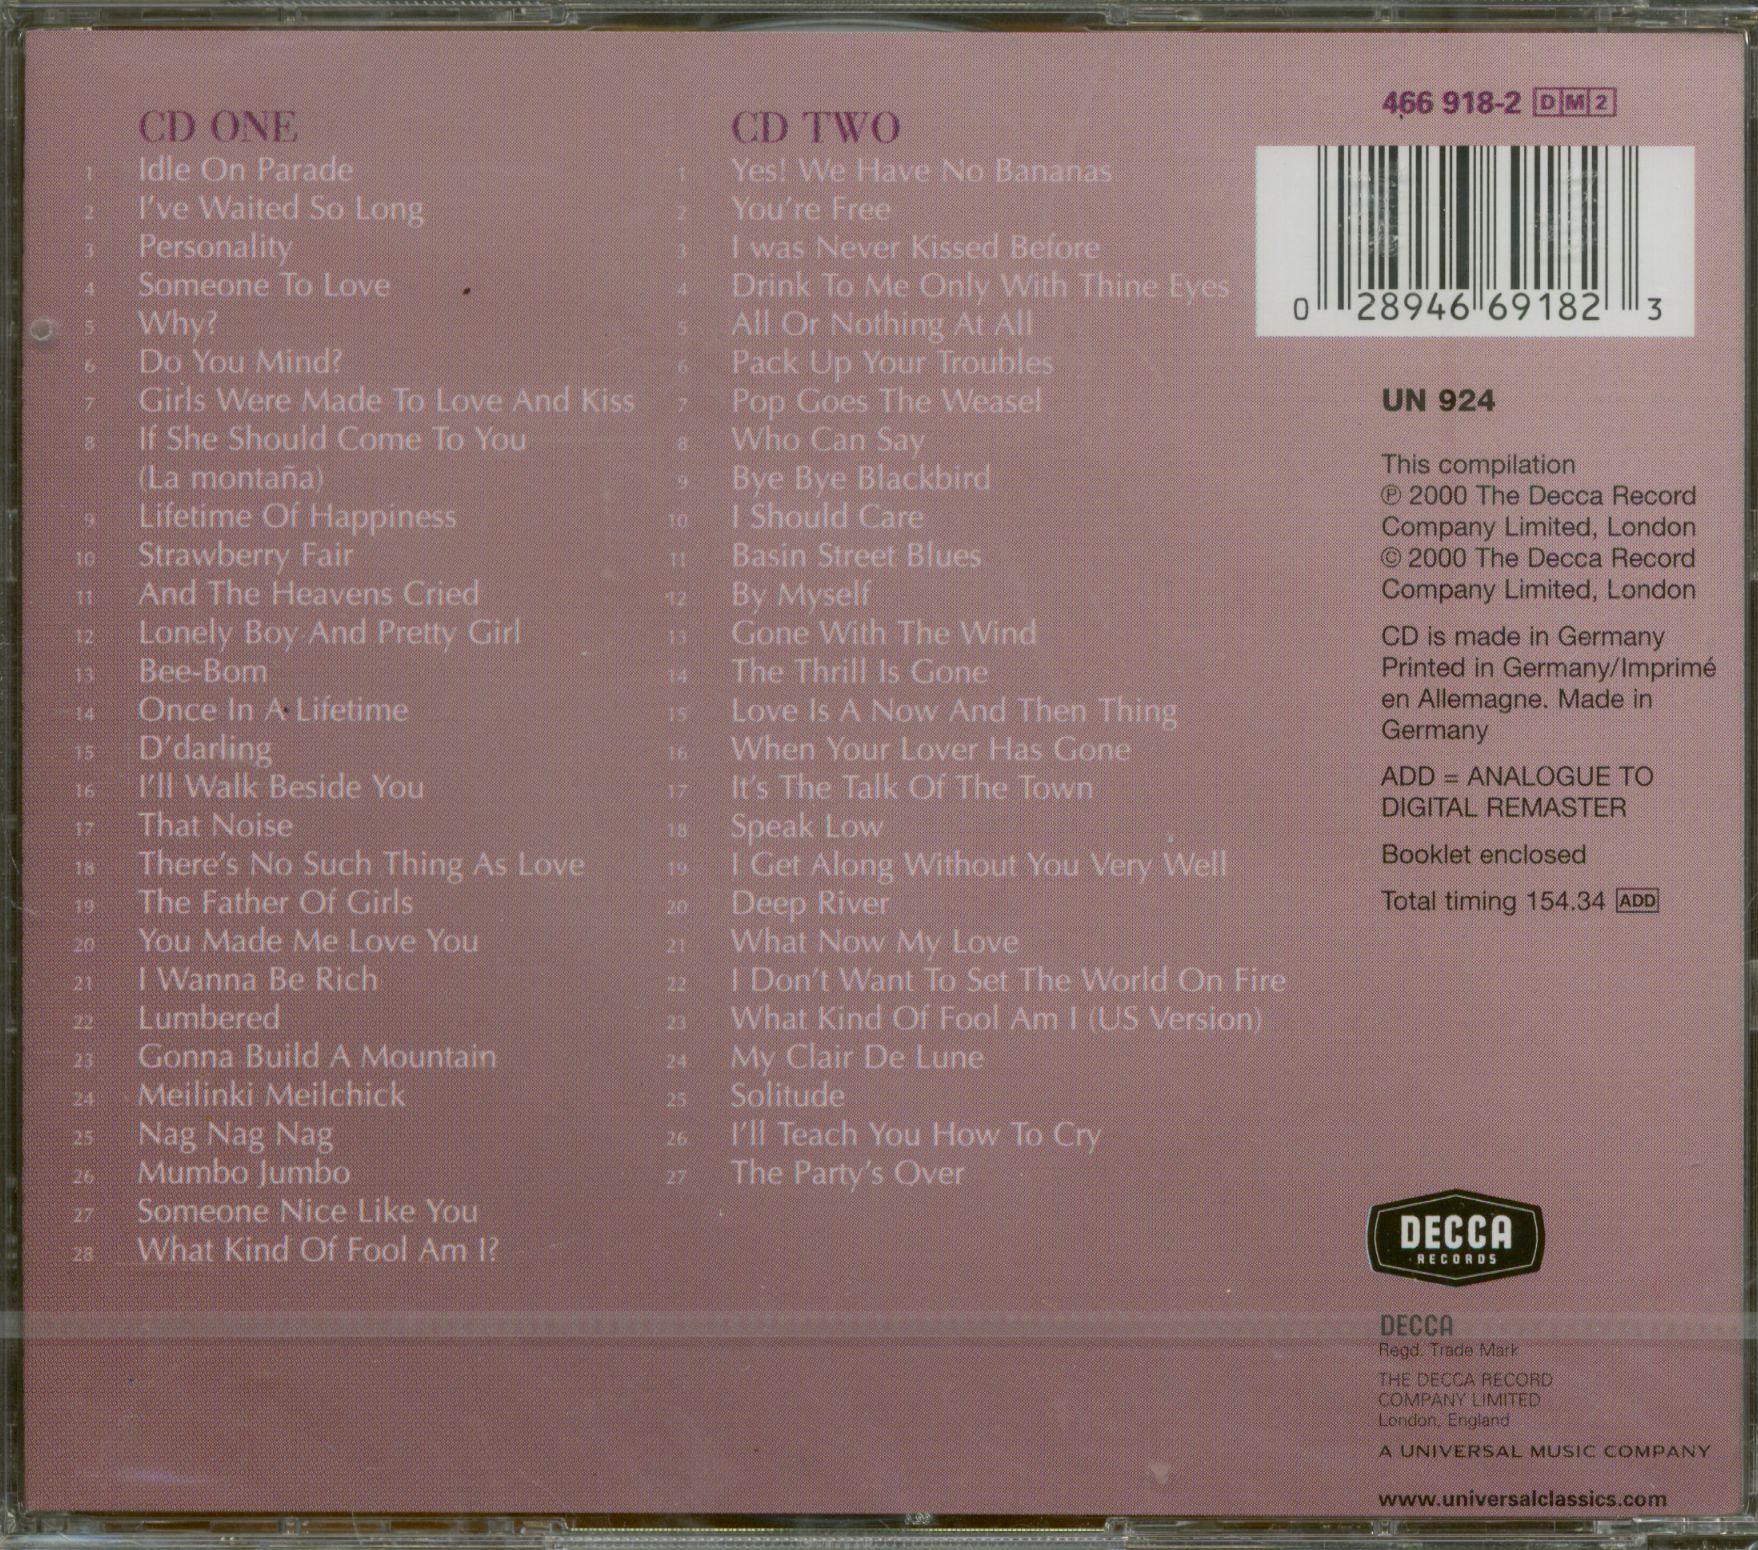 CD ONE
1 Idle On Parade
2 I've Waited So Long
3 Personality
4 Someone To Love
5 Why?
6 Do You Mind?
7 Girls Were Made To Love And Kiss
8 If She Should Come To You
(La montaña)
9 Lifetime Of Happiness
10 Strawberry Fair
11 And The Heavens Cried
12 Lonely Boy And Pretty Girl
13 Bee-Bom
14 Once In A Lifetime
15 D'darling
16 I'll Walk Beside You
17 That Noise
18 There's No Such Thing As Love
19 The Father Of Girls
20 You Made Me Love You
21 I Wanna Be Rich
22 Lumbered
23 Gonna Build A Mountain
24 Meilinki Meilchick
25 Nag Nag Nag
26 Mumbo Jumbo
27 Someone Nice Like You
28 What Kind Of Fool Am I?
CD TWO
1 Yes! We Have No Bananas
2 You're Free
3 I was Never Kissed Before
4 Drink To Me Only With Thine Eyes
5 All Or Nothing At All
6 Pack Up Your Troubles
7 Pop Goes The Weasel
8 Who Can Say
9 Bye Bye Blackbird
10 I Should Care
11 Basin Street Blues
12 By Myself
13 Gone With The Wind
14 The Thrill Is Gone
15 Love Is A Now And Then Thing
16 When Your Lover Has Gone
17 It's The Talk Of The Town
18 Speak Low
19 I Get Along Without You Very Well
20 Deep River
21 What Now My Love
22 I Don't Want To Set The World On Fire
23 What Kind Of Fool Am I (US Version)
24 My Clair De Lune
25 Solitude
26 I'll Teach You How To Cry
27 The Party's Over
466 918-2 DM2
0 28946 69182 3
UN 924
This compilation
℗ 2000 The Decca Record
Company Limited, London
© 2000 The Decca Record
Company Limited, London
CD is made in Germany
Printed in Germany/Imprimé
en Allemagne. Made in
Germany
ADD = ANALOGUE TO
DIGITAL REMASTER
Booklet enclosed
Total timing 154.34 ADD
DECCA
RECORDS
DECCA
Regd. Trade Mark
THE DECCA RECORD
COMPANY LIMITED
London, England
A UNIVERSAL MUSIC COMPANY
www.universalclassics.com